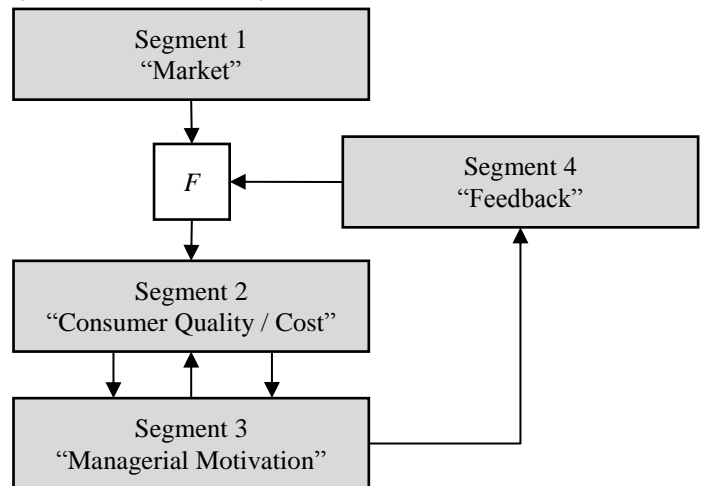 Segment 1
“Market”
F
Segment 4
“Feedback”
Segment 2
“Consumer Quality / Cost”
Segment 3
“Managerial Motivation”